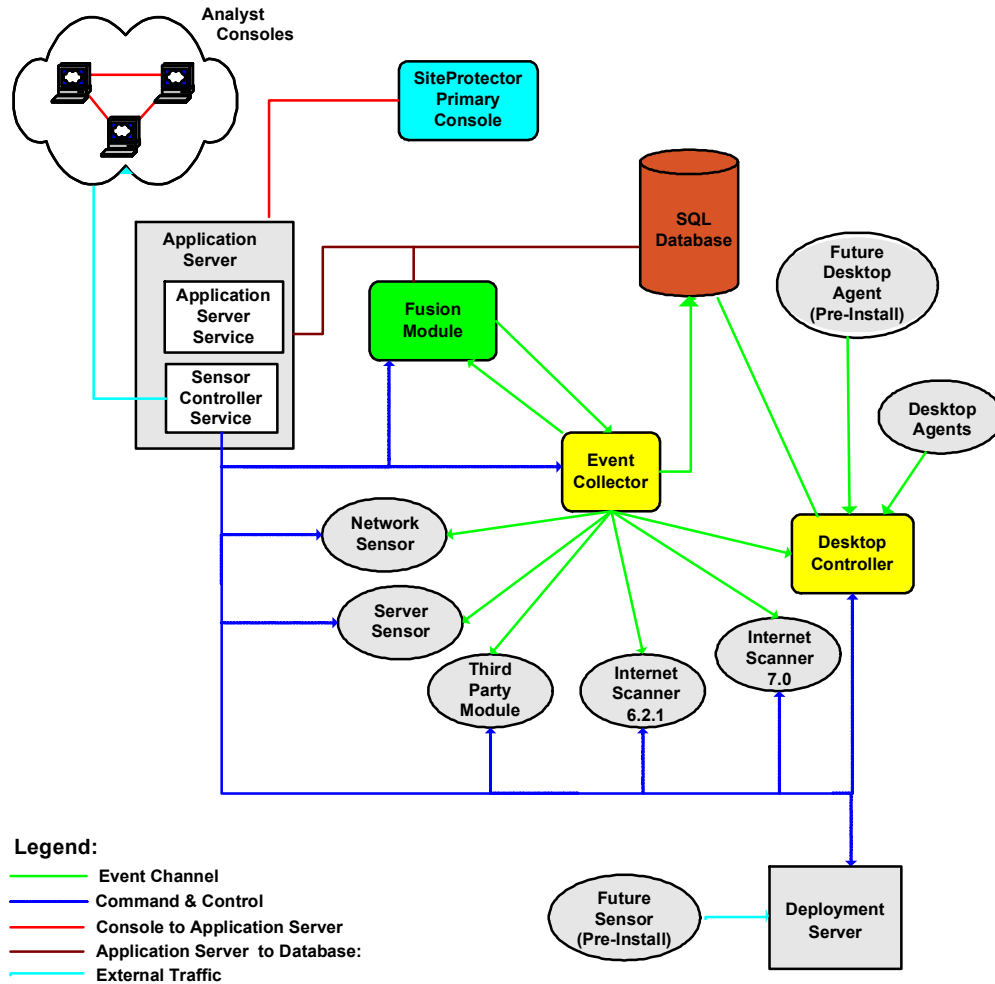 Analyst
Consoles
SiteProtector
Primary
Console
SQL
Database
Application
Server
Application
Server
Service
Sensor
Controller
Service
Fusion
Module
Future
Desktop
Agent
(Pre-Install)
Desktop
Agents
Event
Collector
Network
Sensor
Desktop
Controller
Server
Sensor
Third
Party
Module
Internet
Scanner
6.2.1
Internet
Scanner
7.0
Legend:
Event Channel
Command & Control
Console to Application Server
Application Server to Database:
External Traffic
Future
Sensor
(Pre-Install)
Deployment
Server